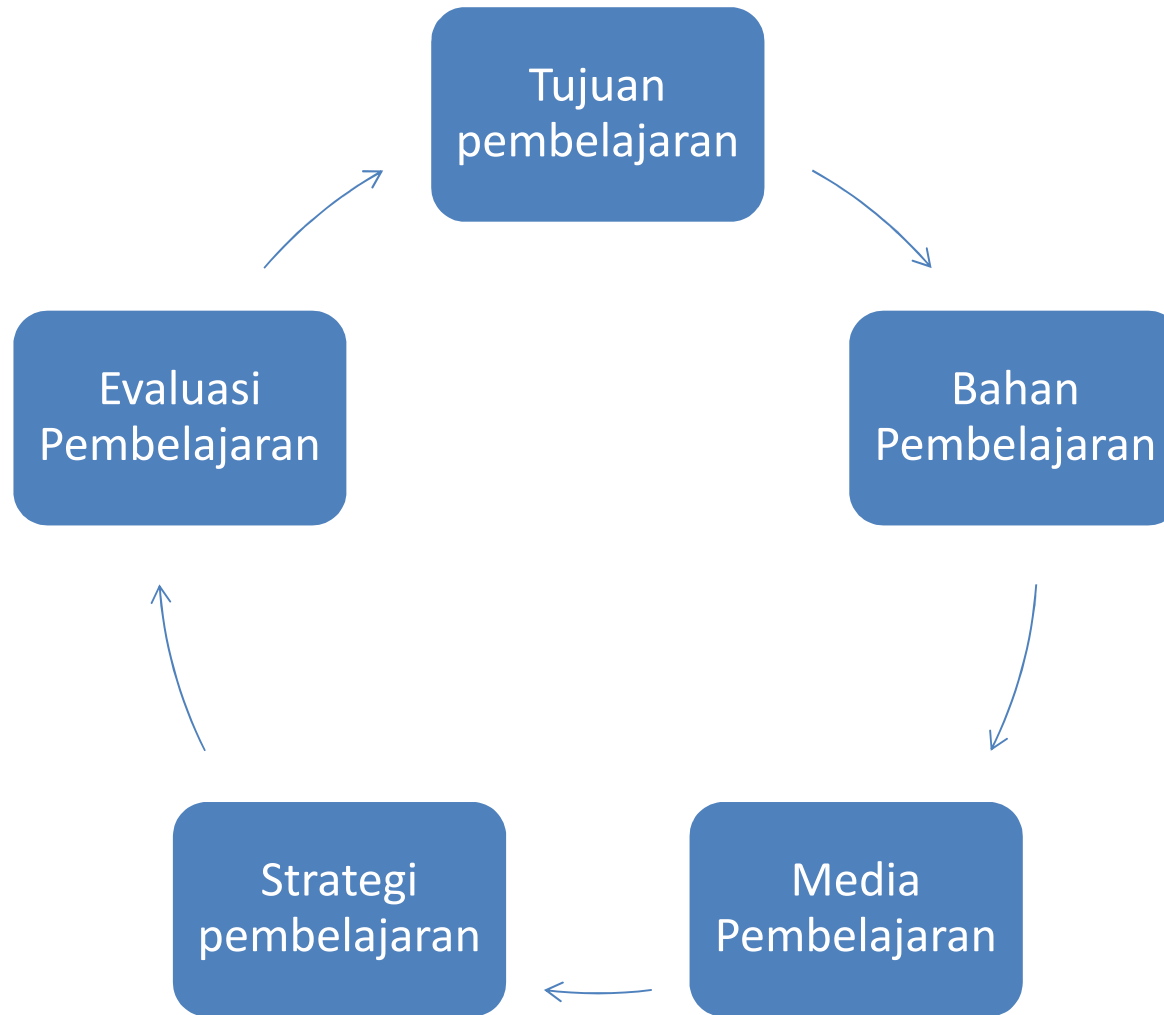 Tujuan
pembelajaran
Bahan
Pembelajaran
Media
Pembelajaran
Strategi
pembelajaran
Evaluasi
Pembelajaran